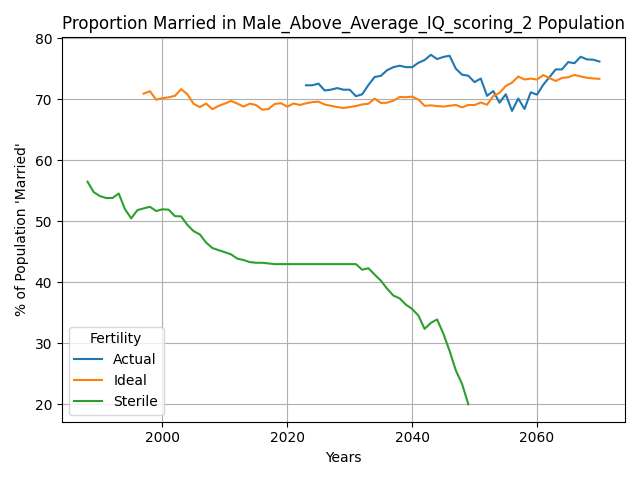 Proportion Married in Male_Above_Average_IQ_scoring_2 Population
% of Population 'Married'
80
70
60
50
40
30
20
Fertility
Actual
Ideal
Sterile
2000
2020
2040
2060
Years